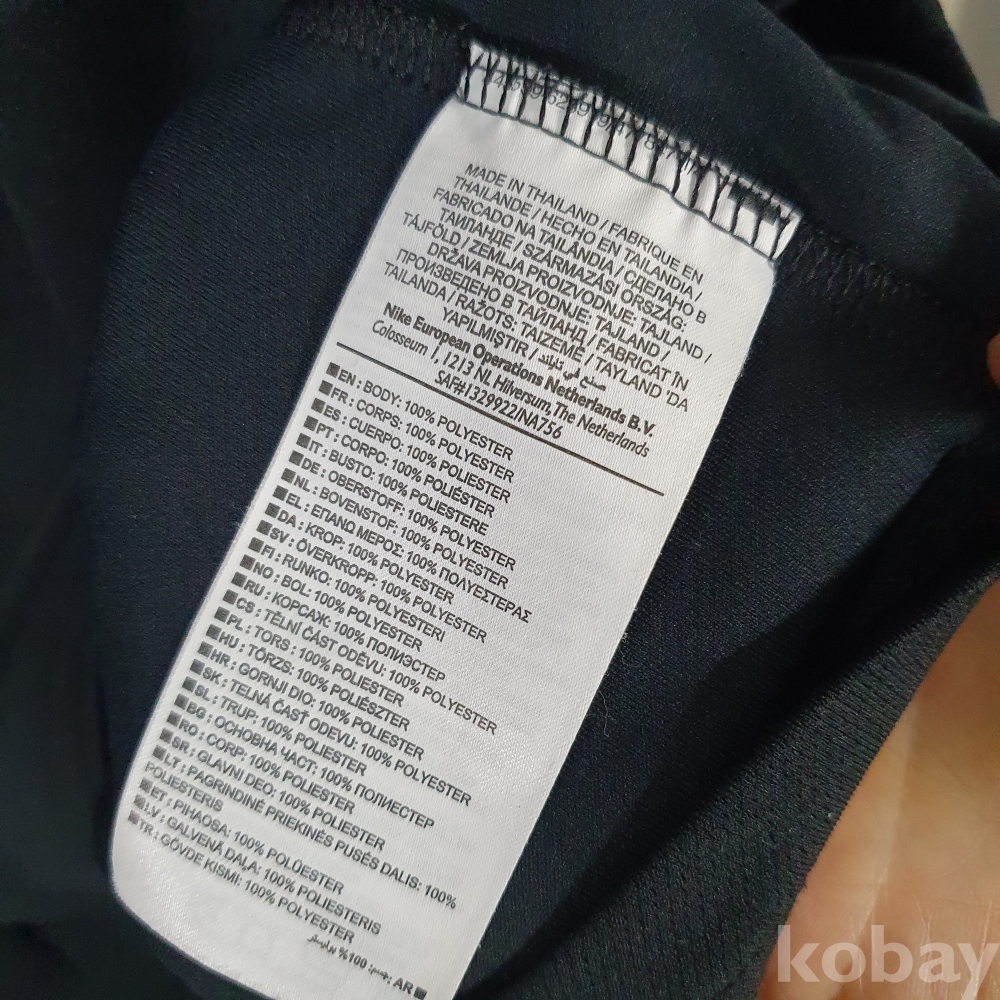 MADE IN THAILAND / FABRIQUE EN
THAILANDE / HECHO EN TAILANDIA /
FABRICADO NA TAILÂNDIA / СДЕЛАНО В
ТАИЛАНДЕ / SZÁRMAZÁSI ORSZÁG:
TÁJFÖLD / ZEMLJA PROIZVODNJE: TAJLAND /
DRŽAVA PROIZVODNJE: TAJLAND /
ПРОИЗВЕДЕНО В ТАЙЛАНД / FABRICAT ÎN
TAILANDA / RAŽOTS: TAIZEMĒ / TAYLAND 'DA
YAPILMIŞTIR / صنع في تايلاند
Nike European Operations Netherlands B.V.
Colosseum 1, 1213 NL Hilversum, The Netherlands
SAF#1329922INA756
EN : BODY: 100% POLYESTER
FR : CORPS: 100% POLYESTER
ES : CUERPO: 100% POLIÉSTER
PT : CORPO: 100% POLIÉSTER
IT : BUSTO: 100% POLIESTERE
DE : OBERSTOFF: 100% POLYESTER
NL : BOVENSTOF: 100% POLYESTER
EL : ΕΠΑΝΩ ΜΕΡΟΣ: 100% ΠΟΛΥΕΣΤΕΡΑΣ
DA : KROP: 100% POLYESTER
SV : ÖVERKROPP: 100% POLYESTER
FI : RUNKO: 100% POLYESTERI
NO : BOL: 100% POLYESTER
RU : КОРСАЖ: 100% ПОЛИЭСТЕР
CS : TĚLNÍ ČÁST ODĚVU: 100% POLYESTER
PL : TORS : 100% POLIESTER
HU : TÖRZS: 100% POLIÉSZTER
HR : GORNJI DIO: 100% POLIESTER
SK : TELNÁ ČASŤ ODEVU: 100% POLYESTER
SL : TRUP: 100% POLIESTER
BG : ОСНОВНА ЧАСТ: 100% ПОЛИЕСТЕР
RO : CORP: 100% POLIESTER
SR : GLAVNI DEO: 100% POLIESTER
LT : PAGRINDINĖ PRIEKINĖS PUSĖS DALIS: 100%
POLIESTERIS
ET : PIHAOSA: 100% POLÜESTER
LV : GALVENĀ DAĻA: 100% POLIESTERIS
TR : GÖVDE KISMI: 100% POLYESTER
AR : جسم: 100% بوليستر
kobay